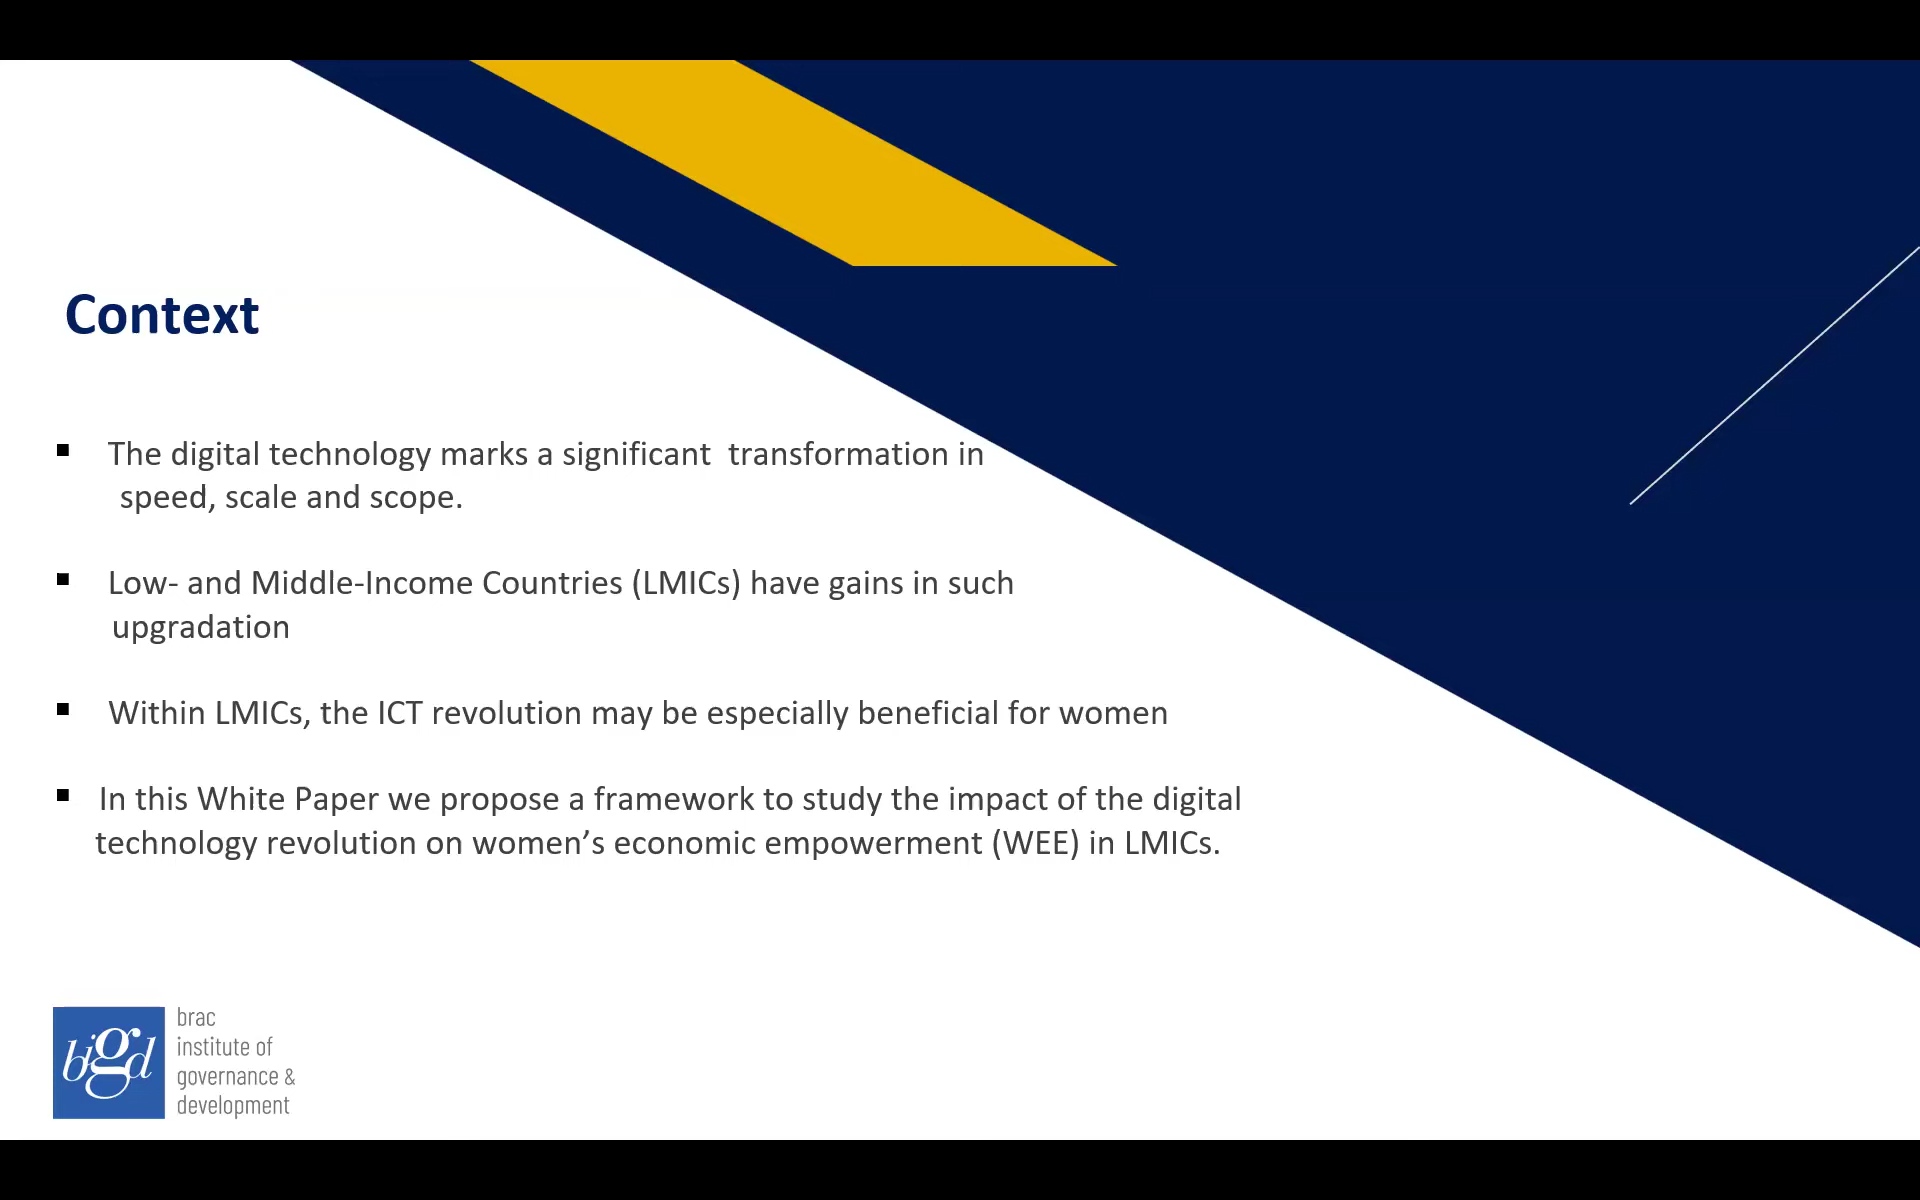 Context
The digital technology marks a significant  transformation in
speed, scale and scope.
Low- and Middle-Income Countries (LMICs) have gains in such
upgradation
Within LMICs, the ICT revolution may be especially beneficial for women
In this White Paper we propose a framework to study the impact of the digital
technology revolution on women’s economic empowerment (WEE) in LMICs.
bigd
brac
institute of
governance &
development